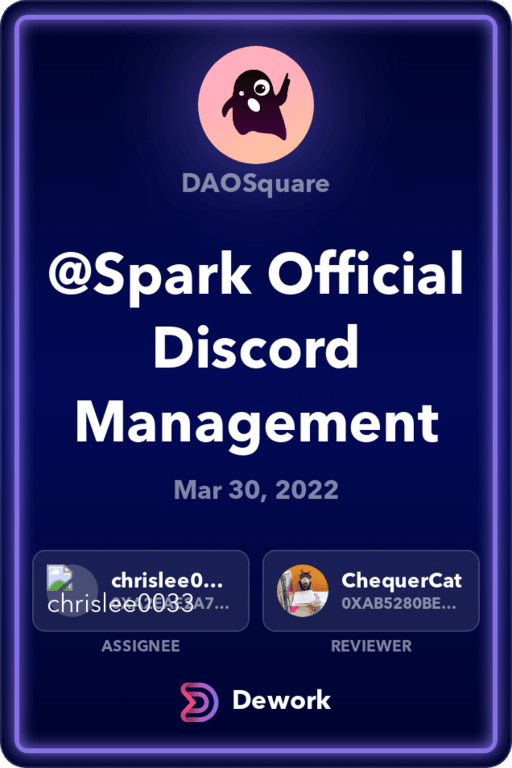 DAOSquare
@Spark Official
Discord
Management
Mar 30, 2022
chrislee0...
chrislee0033
ASSIGNEE
ChequerCat
0XAB5280BE...
REVIEWER
Dework